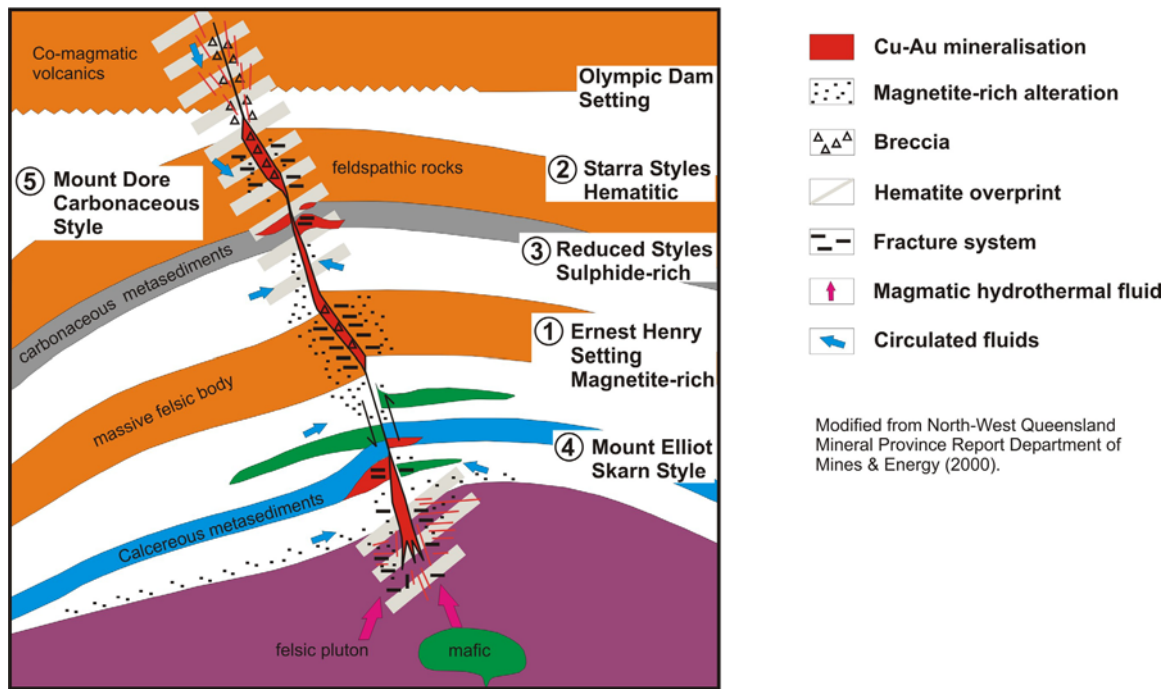 Co-magmatic
volcanics
Olympic Dam
Setting
5 Mount Dore
Carbonaceous
Style
feldspathic rocks
2 Starra Styles
Hematitic
carbonaceous metasediments
3 Reduced Styles
Sulphide-rich
1 Ernest Henry
Setting
Magnetite-rich
massive felsic body
4 Mount Elliot
Skarn Style
Calcereous metasediments
felsic pluton
mafic
Cu-Au mineralisation
Magnetite-rich alteration
Breccia
Hematite overprint
Fracture system
Magmatic hydrothermal fluid
Circulated fluids
Modified from North-West Queensland
Mineral Province Report Department of
Mines & Energy (2000).